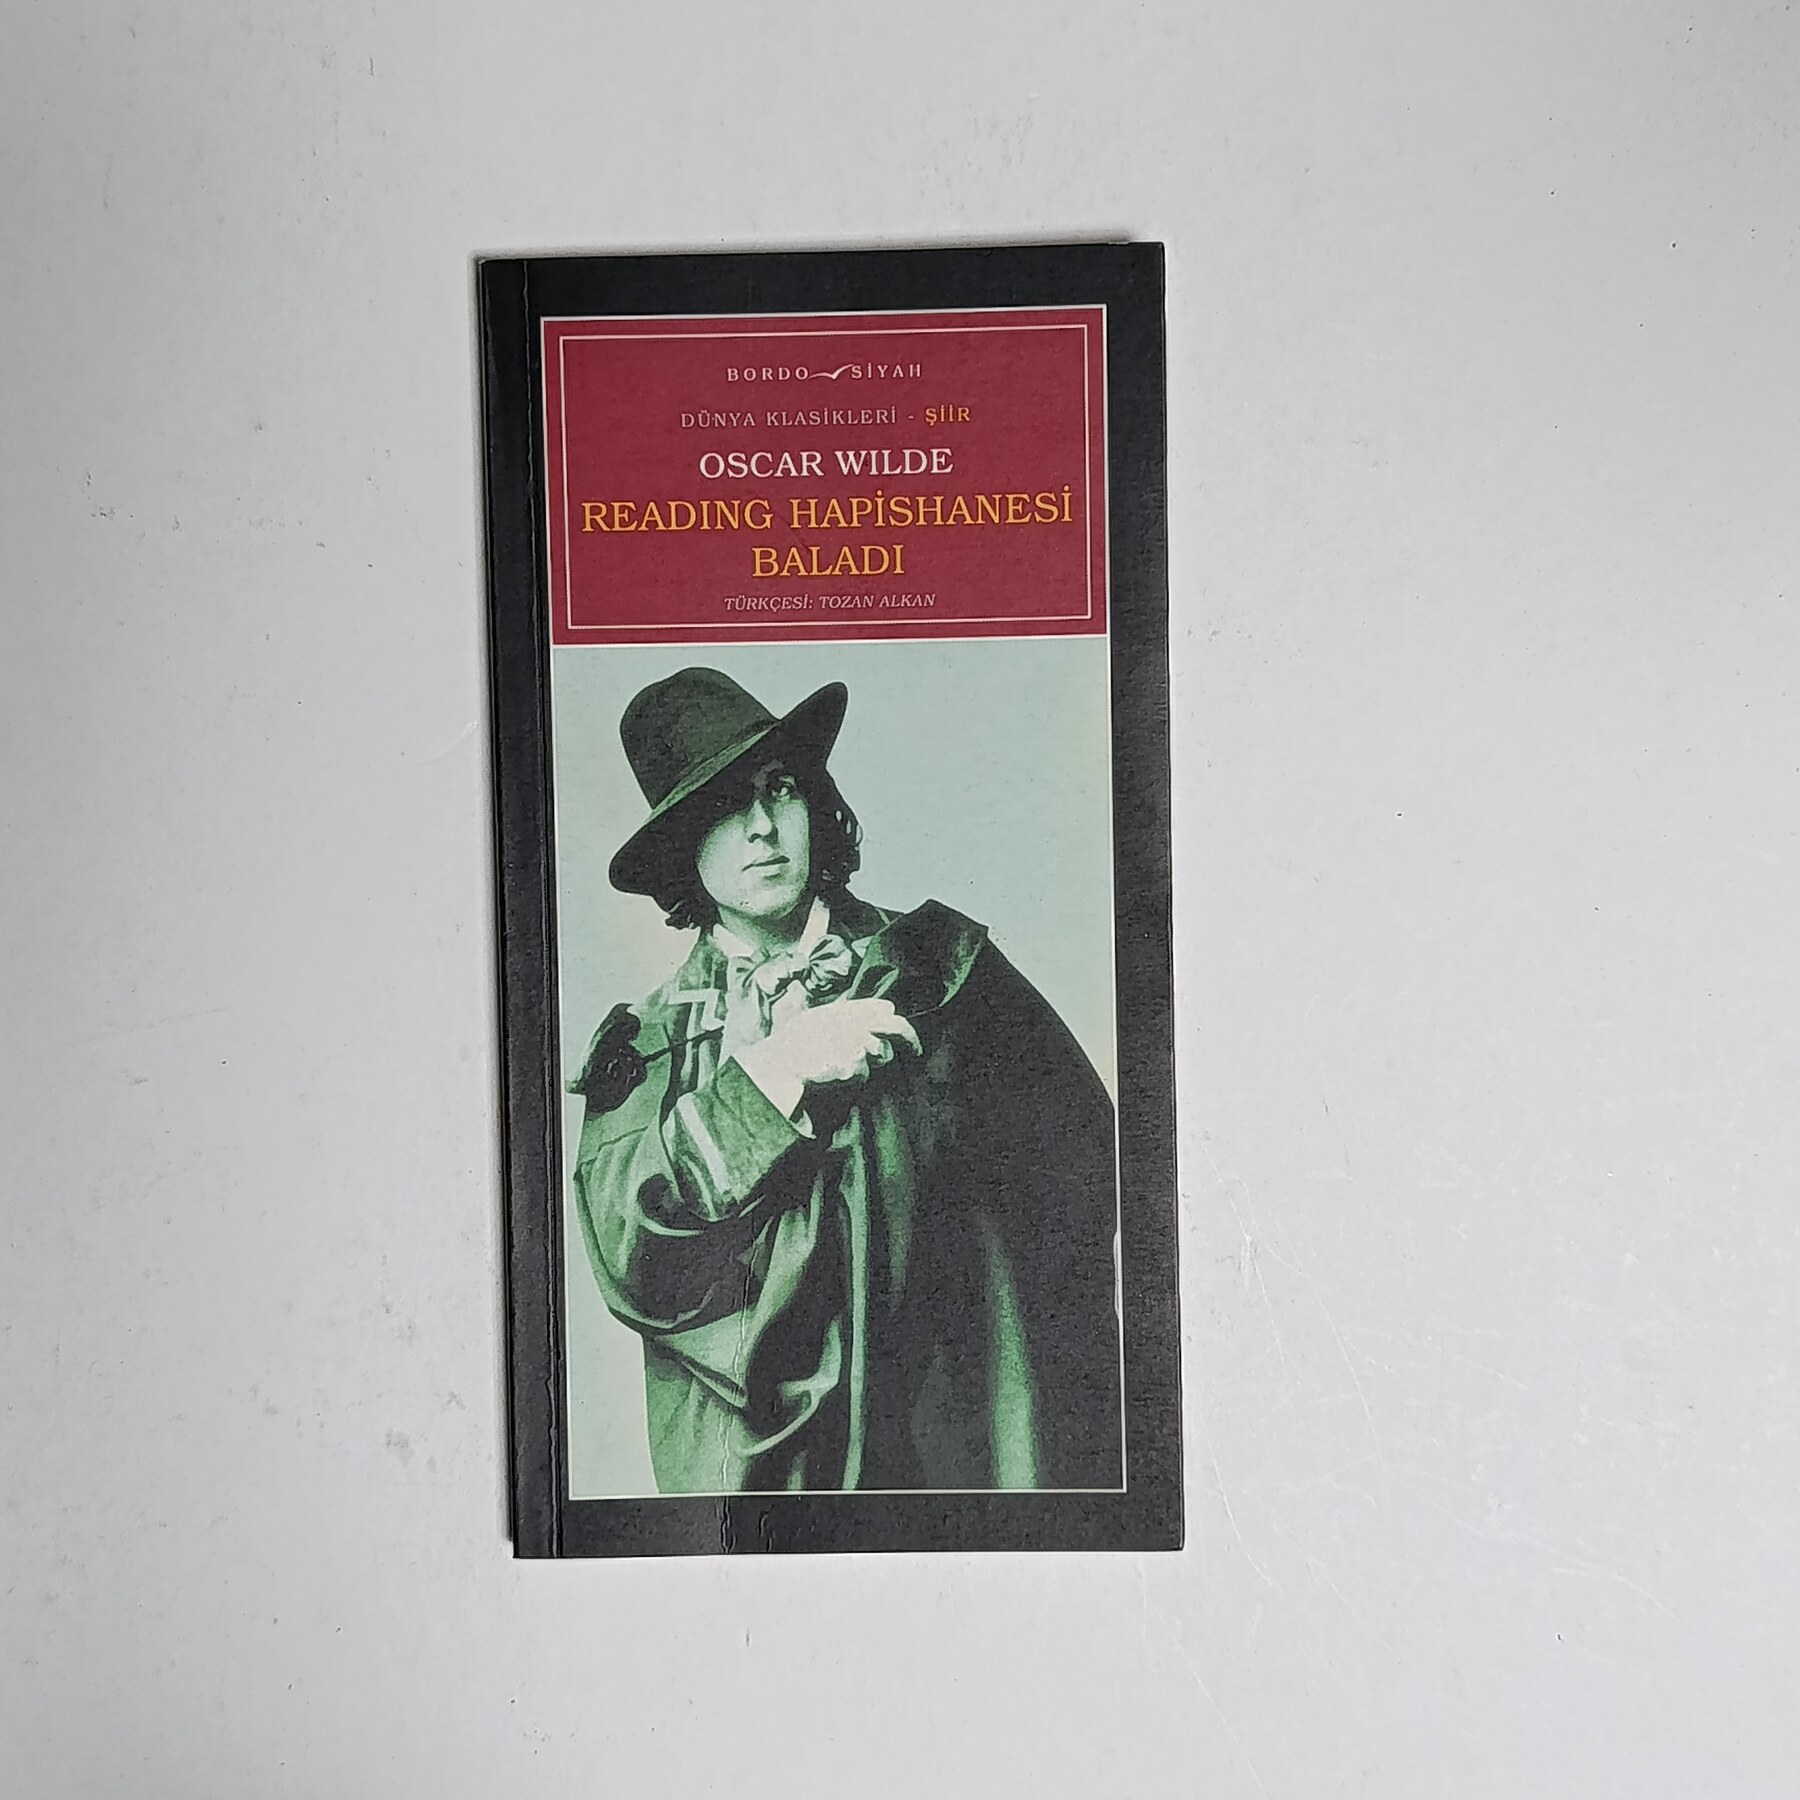 BORDO SİYAH
DÜNYA KLASİKLERİ - ŞİİR
OSCAR WILDE
READING HAPİSHANESİ
BALADI
TÜRKÇESİ: TOZAN ALKAN